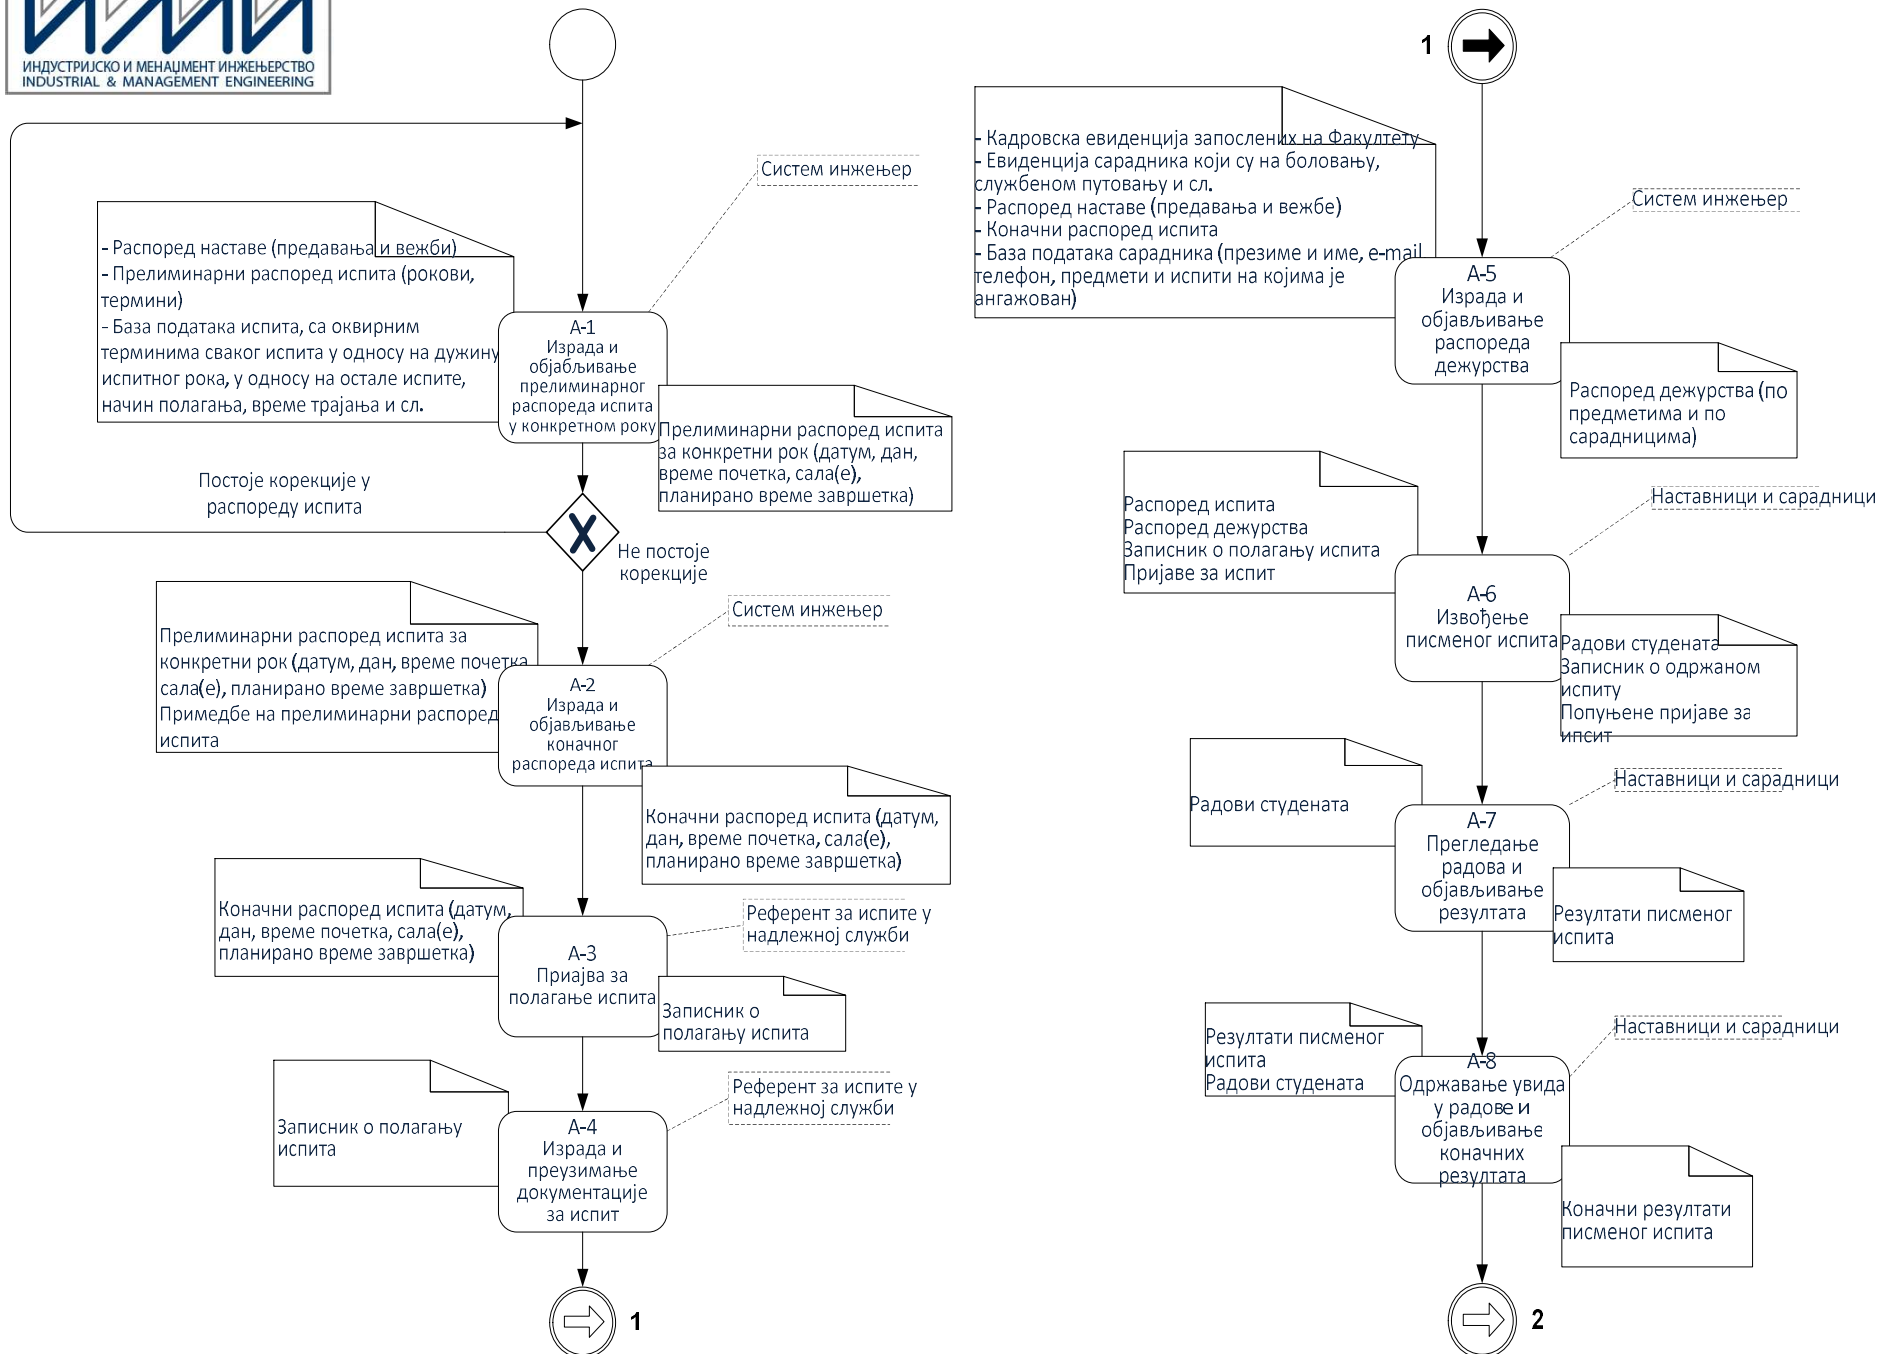 ИМИ
ИНДУСТРИЈСКО И МЕНАЏМЕНТ ИНЖЕЊЕРСТВО
INDUSTRIAL & MANAGEMENT ENGINEERING
Систем инжењер
- Распоред наставе (предавања и вежби)
- Прелиминарни распоред испита (рокови,
термини)
- База података испита, са оквирним
терминима сваког испита у односу на дужину
испитног рока, у односу на остале испите,
начин полагања, време трајања и сл.
А-1
Израда и
објабљивање
прелиминарног
распореда испита
у конкретном року
Прелиминарни распоред испита
за конкретни рок (датум, дан,
време почетка, сала(е),
планирано време завршетка)
Постоје корекције у
распореду испита
X
Не постоје
корекције
Систем инжењер
Прелиминарни распоред испита за
конкретни рок (датум, дан, време почетка
сала(е), планирано време завршетка)
Примедбе на прелиминарни распоред
испита
А-2
Израда и
објављивање
коначног
распореда испита
Коначни распоред испита (датум,
дан, време почетка, сала(е),
планирано време завршетка)
Коначни распоред испита (датум,
дан, време почетка, сала(е),
планирано време завршетка)
Референт за испите у
надлежној служби
А-3
Приајва за
полагање испита
Записник о
полагању испита
Записник о полагању
испита
Референт за испите у
надлежној служби
А-4
Израда и
преузимање
документације
за испит
1
1
- Кадровска евиденција запослених на Факултету
- Евиденција сарадника који су на боловању,
службеном путовању и сл.
- Распоред наставе (предавања и вежбе)
- Коначни распоред испита
- База података сарадника (презиме и име, e-mail
телефон, предмети и испити на којима је
ангажован)
Систем инжењер
А-5
Израда и
објављивање
распореда
дежурства
Распоред дежурства (по
предметима и по
сарадницима)
Распоред испита
Распоред дежурства
Записник о полагању испита
Пријаве за испит
Наставници и сарадници
А-6
Извођење
писменог испита
Радови студената
Записник о одржаном
испиту
Попуњене пријаве за
ипсит
Радови студената
Наставници и сарадници
А-7
Прегледање
радова и
објављивање
резултата
Резултати писменог
испита
Резултати писменог
испита
Радови студената
Наставници и сарадници
А-8
Одржавање увида
у радове и
објављивање
коначних
резултата
Коначни резултати
писменог испита
2